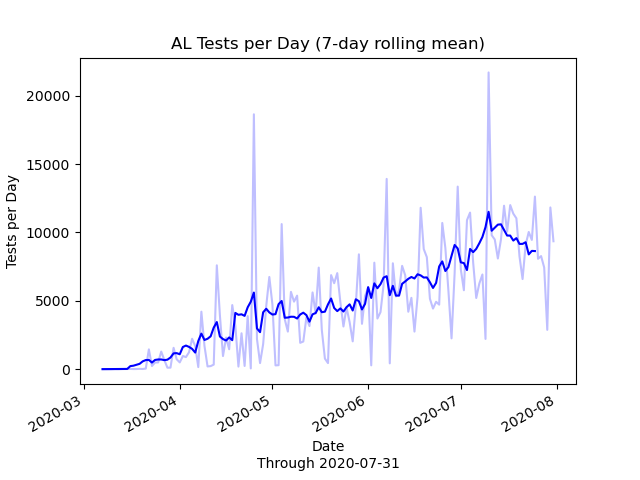 AL Tests per Day (7-day rolling mean)
20000
15000
10000
5000
0
Tests per Day
2020-03
2020-04
2020-05
2020-06
2020-07
2020-08
Date
Through 2020-07-31